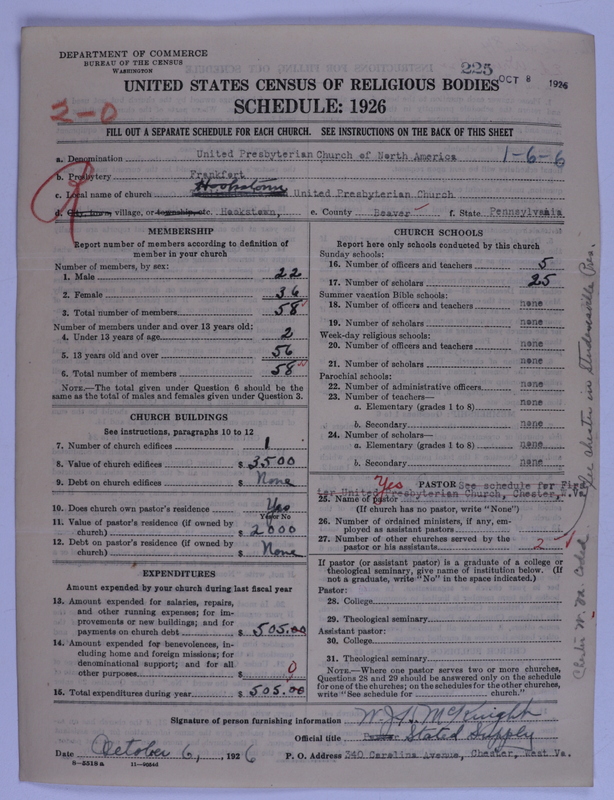 DEPARTMENT OF COMMERCE
BUREAU OF THE CENSUS
WASHINGTON
225
OCT 8 1926
UNITED STATES CENSUS OF RELIGIOUS BODIES
SCHEDULE: 1926
2-0
FILL OUT A SEPARATE SCHEDULE FOR EACH CHURCH. SEE INSTRUCTIONS ON THE BACK OF THIS SHEET
a. Denomination United Presbyterian Church of North America 1-6-6
b. Presbytery Frankfort
c. Local name of church Hookstown United Presbyterian Church
d. City, town, village, or township, etc. Hookstown, e. County Beaver f. State Pennsylvania
MEMBERSHIP
Report number of members according to definition of member in your church
Number of members, by sex:
1. Male 22
2. Female 36
3. Total number of members 58
Number of members under and over 13 years old:
4. Under 13 years of age 2
5. 13 years old and over 56
6. Total number of members 58
NOTE.—The total given under Question 6 should be the same as the total of males and females given under Question 3.
CHURCH BUILDINGS
See instructions, paragraphs 10 to 12
7. Number of church edifices 1
8. Value of church edifices $ 3500
9. Debt on church edifices $ None
10. Does church own pastor's residence? Yes
Yes or No
11. Value of pastor's residence (if owned by church) $ 2000
12. Debt on pastor's residence (if owned by church) $ None
EXPENDITURES
Amount expended by your church during last fiscal year
13. Amount expended for salaries, repairs, and other running expenses; for improvements or new buildings; and for payments on church debt $ 505.00
14. Amount expended for benevolences, including home and foreign missions; for denominational support; and for all other purposes $ 0
15. Total expenditures during year $ 505.00
CHURCH SCHOOLS
Report here only schools conducted by this church
Sunday schools:
16. Number of officers and teachers 5
17. Number of scholars 25
Summer vacation Bible schools:
18. Number of officers and teachers none
19. Number of scholars none
Week-day religious schools:
20. Number of officers and teachers none
21. Number of scholars none
Parochial schools:
22. Number of administrative officers none
23. Number of teachers—
a. Elementary (grades 1 to 8) none
b. Secondary none
24. Number of scholars—
a. Elementary (grades 1 to 8) none
b. Secondary none
Yes PASTOR See schedule for First United Presbyterian Church, Chester, W.Va.
25. Name of pastor
(If church has no pastor, write "None")
26. Number of ordained ministers, if any, employed as assistant pastors
27. Number of other churches served by the pastor or his assistants 2-1
If pastor (or assistant pastor) is a graduate of a college or theological seminary, give name of institution below. (If not a graduate, write "No" in the space indicated.)
Pastor:
28. College
29. Theological seminary
Assistant pastor:
30. College
31. Theological seminary
NOTE.—Where one pastor serves two or more churches, Questions 28 and 29 should be answered only on the schedule for one of the churches; on the schedules for the other churches, write "See schedule for church."
Signature of person furnishing information W. J. McKnight
Official title Pastor Stated Supply
Date October 6, 1926 P. O. Address 340 Carolina Avenue, Chester, West Va.
8-5519a 11-9054d